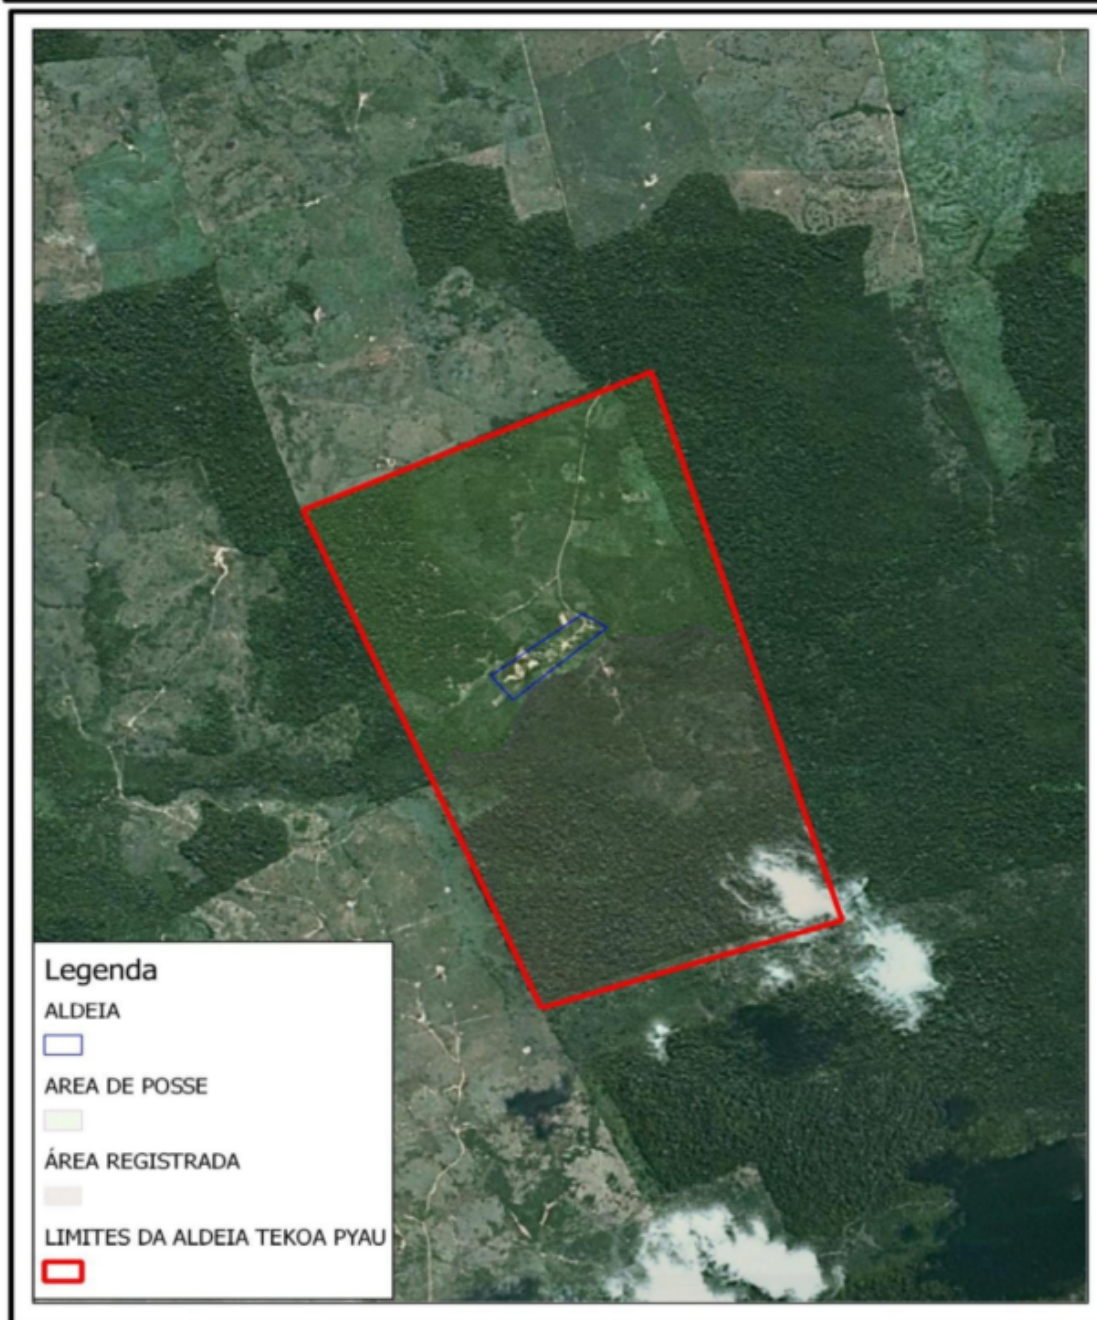 Legenda
ALDEIA
AREA DE POSSE
ÁREA REGISTRADA
LIMITES DA ALDEIA TEKOA PYAU